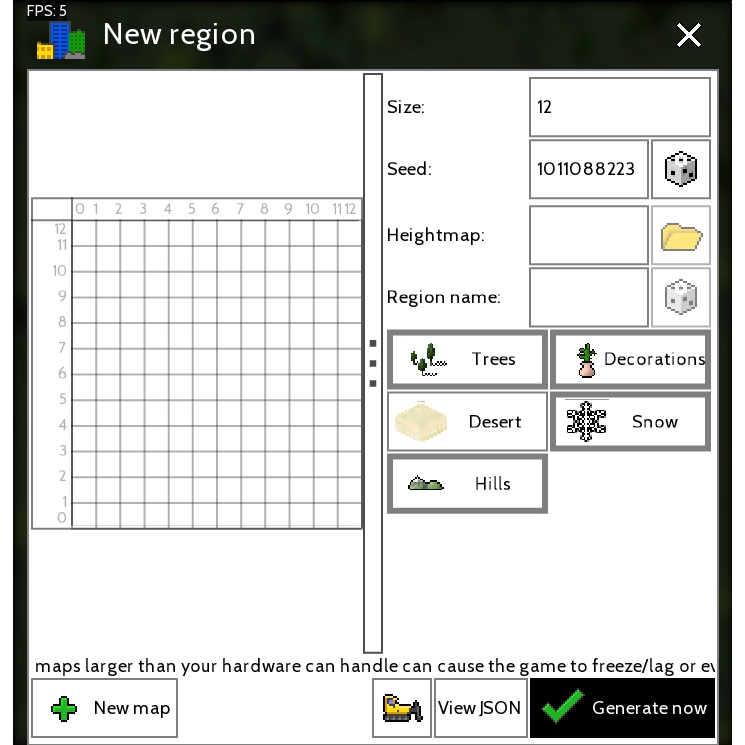 FPS: 5
New region
Size:
12
Seed:
1011088223
Heightmap:
Region name:
0 1 2 3 4 5 6 7 8 9 10 11 12
12
11
10
9
8
7
6
5
4
3
2
1
0
Trees
Decorations
Desert
Snow
Hills
maps larger than your hardware can handle can cause the game to freeze/lag or ev
New map
View JSON
Generate now